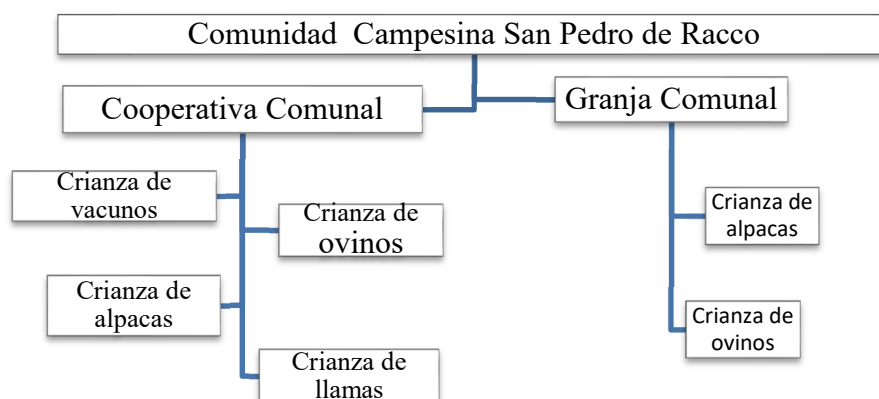 Comunidad Campesina San Pedro de Racco
Cooperativa Comunal
Granja Comunal
Crianza de
vacunos
Crianza de
ovinos
Crianza de
alpacas
Crianza de
llamas
Crianza de
alpacas
Crianza de
ovinos